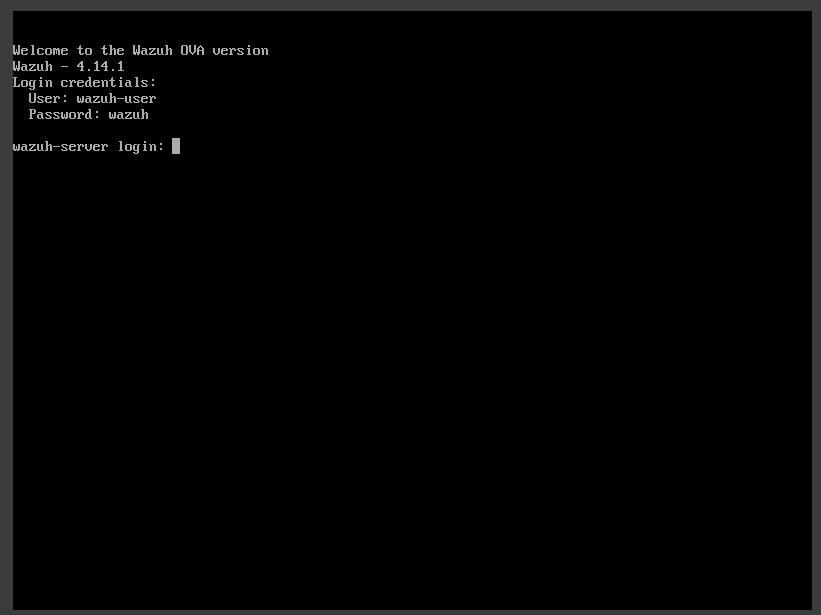 Welcome to the Wazuh OVA version
Wazuh - 4.14.1
Login credentials:
  User: wazuh-user
  Password: wazuh
wazuh-server login: